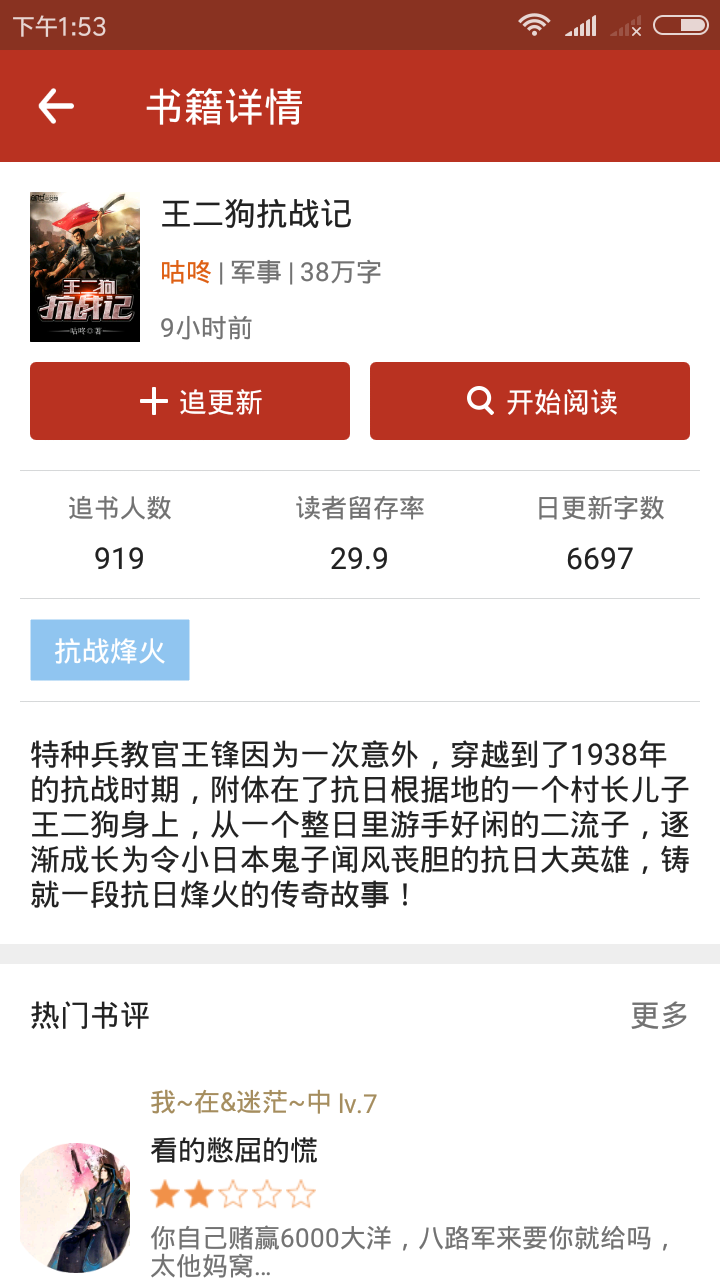 下午1:53
书籍详情
王二狗抗战记
咕咚 | 军事 | 38万字
9小时前
王二狗
抗战记
咕咚◎著
追更新
开始阅读
追书人数 读者留存率 日更新字数
919 29.9 6697
抗战烽火
特种兵教官王锋因为一次意外，穿越到了1938年
的抗战时期，附体在了抗日根据地的一个村长儿子
王二狗身上，从一个整日里游手好闲的二流子，逐
渐成长为令小日本鬼子闻风丧胆的抗日大英雄，铸
就一段抗日烽火的传奇故事！
热门书评 更多
我~在&迷茫~中 lv.7
看的憋屈的慌
你自己赌赢6000大洋，八路军来要你就给吗，
太他妈窝...